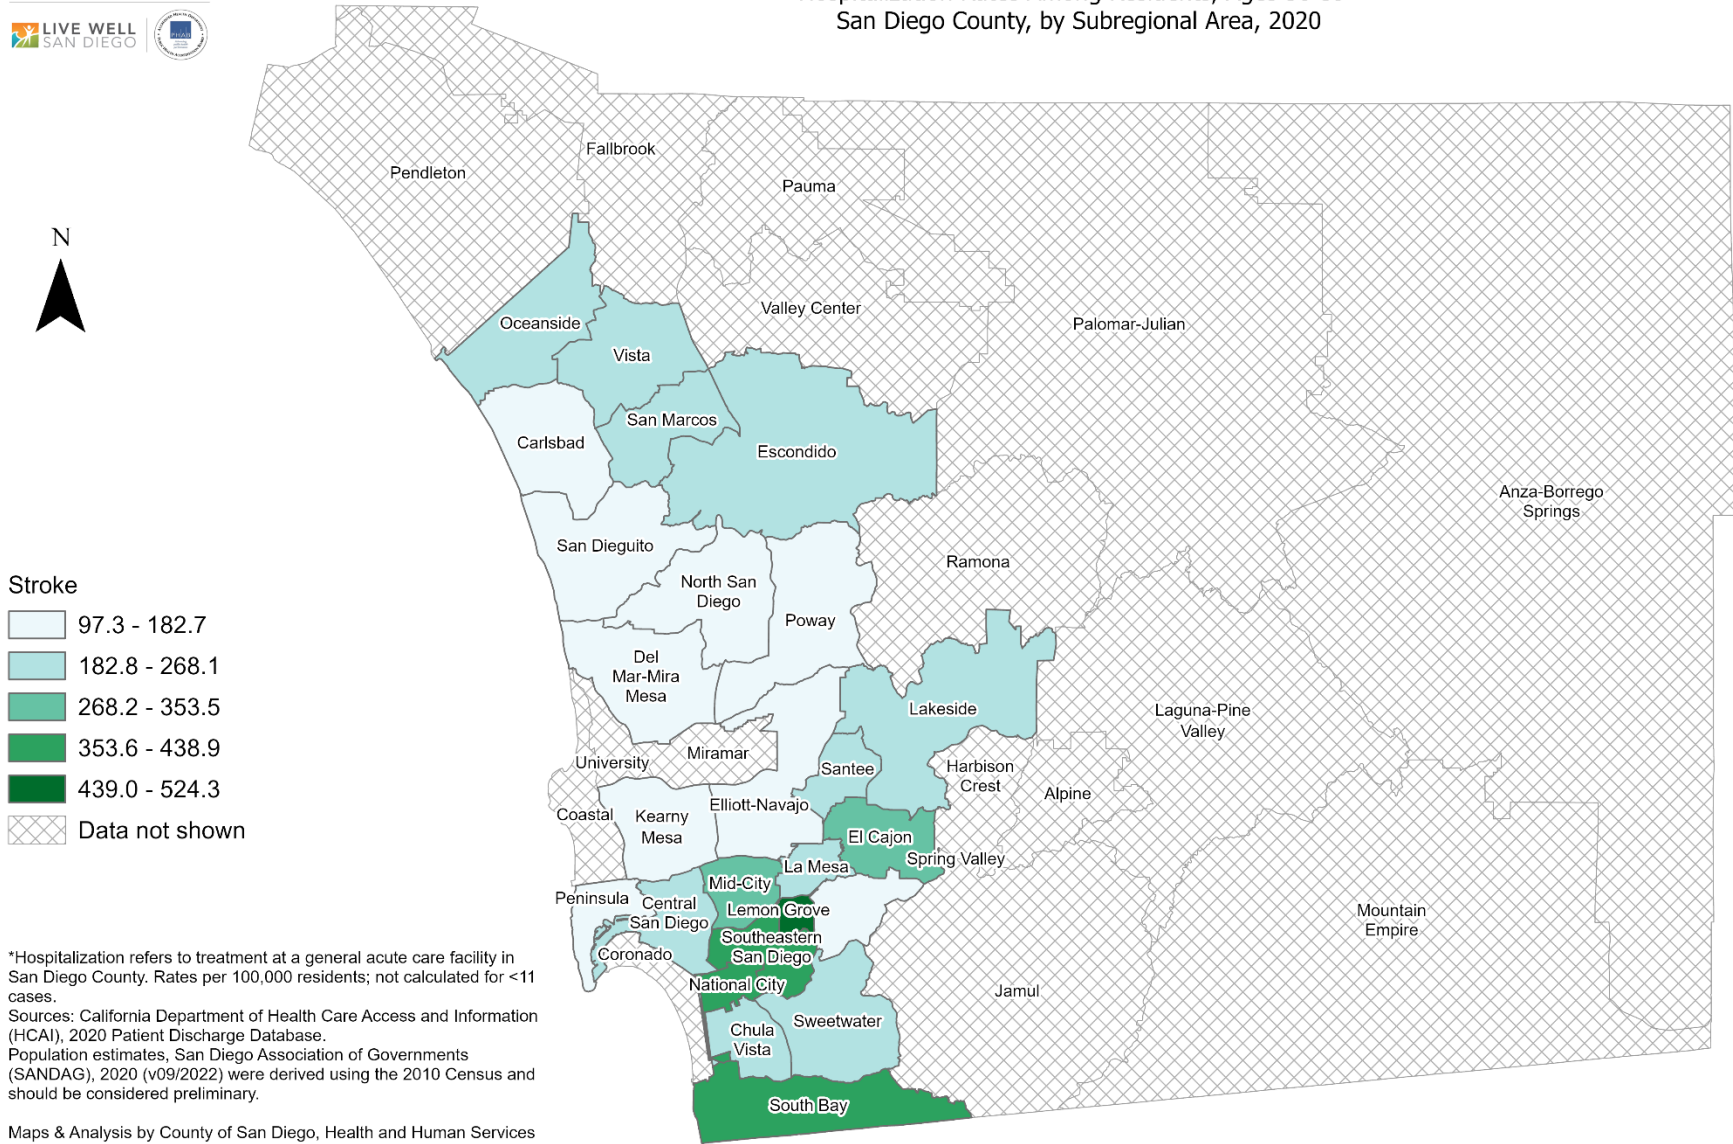 LIVE WELL
SAN DIEGO
San Diego County, by Subregional Area, 2020
Fallbrook
Pendleton
Pauma
N
Valley Center
Oceanside
Palomar-Julian
Vista
San Marcos
Carlsbad
Escondido
Anza-Borrego
Springs
San Dieguito
Ramona
North San
Diego
Poway
Stroke
97.3 - 182.7
182.8 - 268.1
268.2 - 353.5
353.6 - 438.9
439.0 - 524.3
Data not shown
Del
Mar-Mira
Mesa
Lakeside
Laguna-Pine
Valley
Miramar
University
Santee
Harbison
Crest
Alpine
Elliott-Navajo
Coastal
Kearny
Mesa
El Cajon
Spring Valley
La Mesa
Mid-City
Peninsula
Central
San Diego
Lemon Grove
Mountain
Empire
Southeastern
San Diego
Coronado
National City
Jamul
Sweetwater
Chula
Vista
South Bay
*Hospitalization refers to treatment at a general acute care facility in
San Diego County. Rates per 100,000 residents; not calculated for <11
cases.
Sources: California Department of Health Care Access and Information
(HCAI), 2020 Patient Discharge Database.
Population estimates, San Diego Association of Governments
(SANDAG), 2020 (v09/2022) were derived using the 2010 Census and
should be considered preliminary.
Maps & Analysis by County of San Diego, Health and Human Services